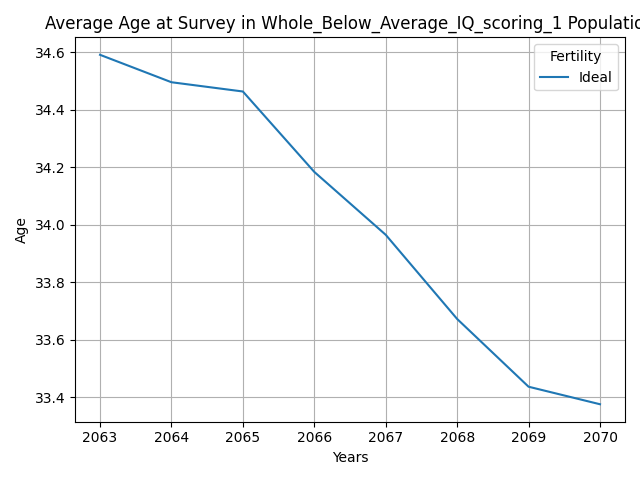 Average Age at Survey in Whole_Below_Average_IQ_scoring_1 Populatio
34.6
34.4
34.2
34.0
33.8
33.6
33.4
Age
Fertility
Ideal
2063 2064 2065 2066 2067 2068 2069 2070
Years